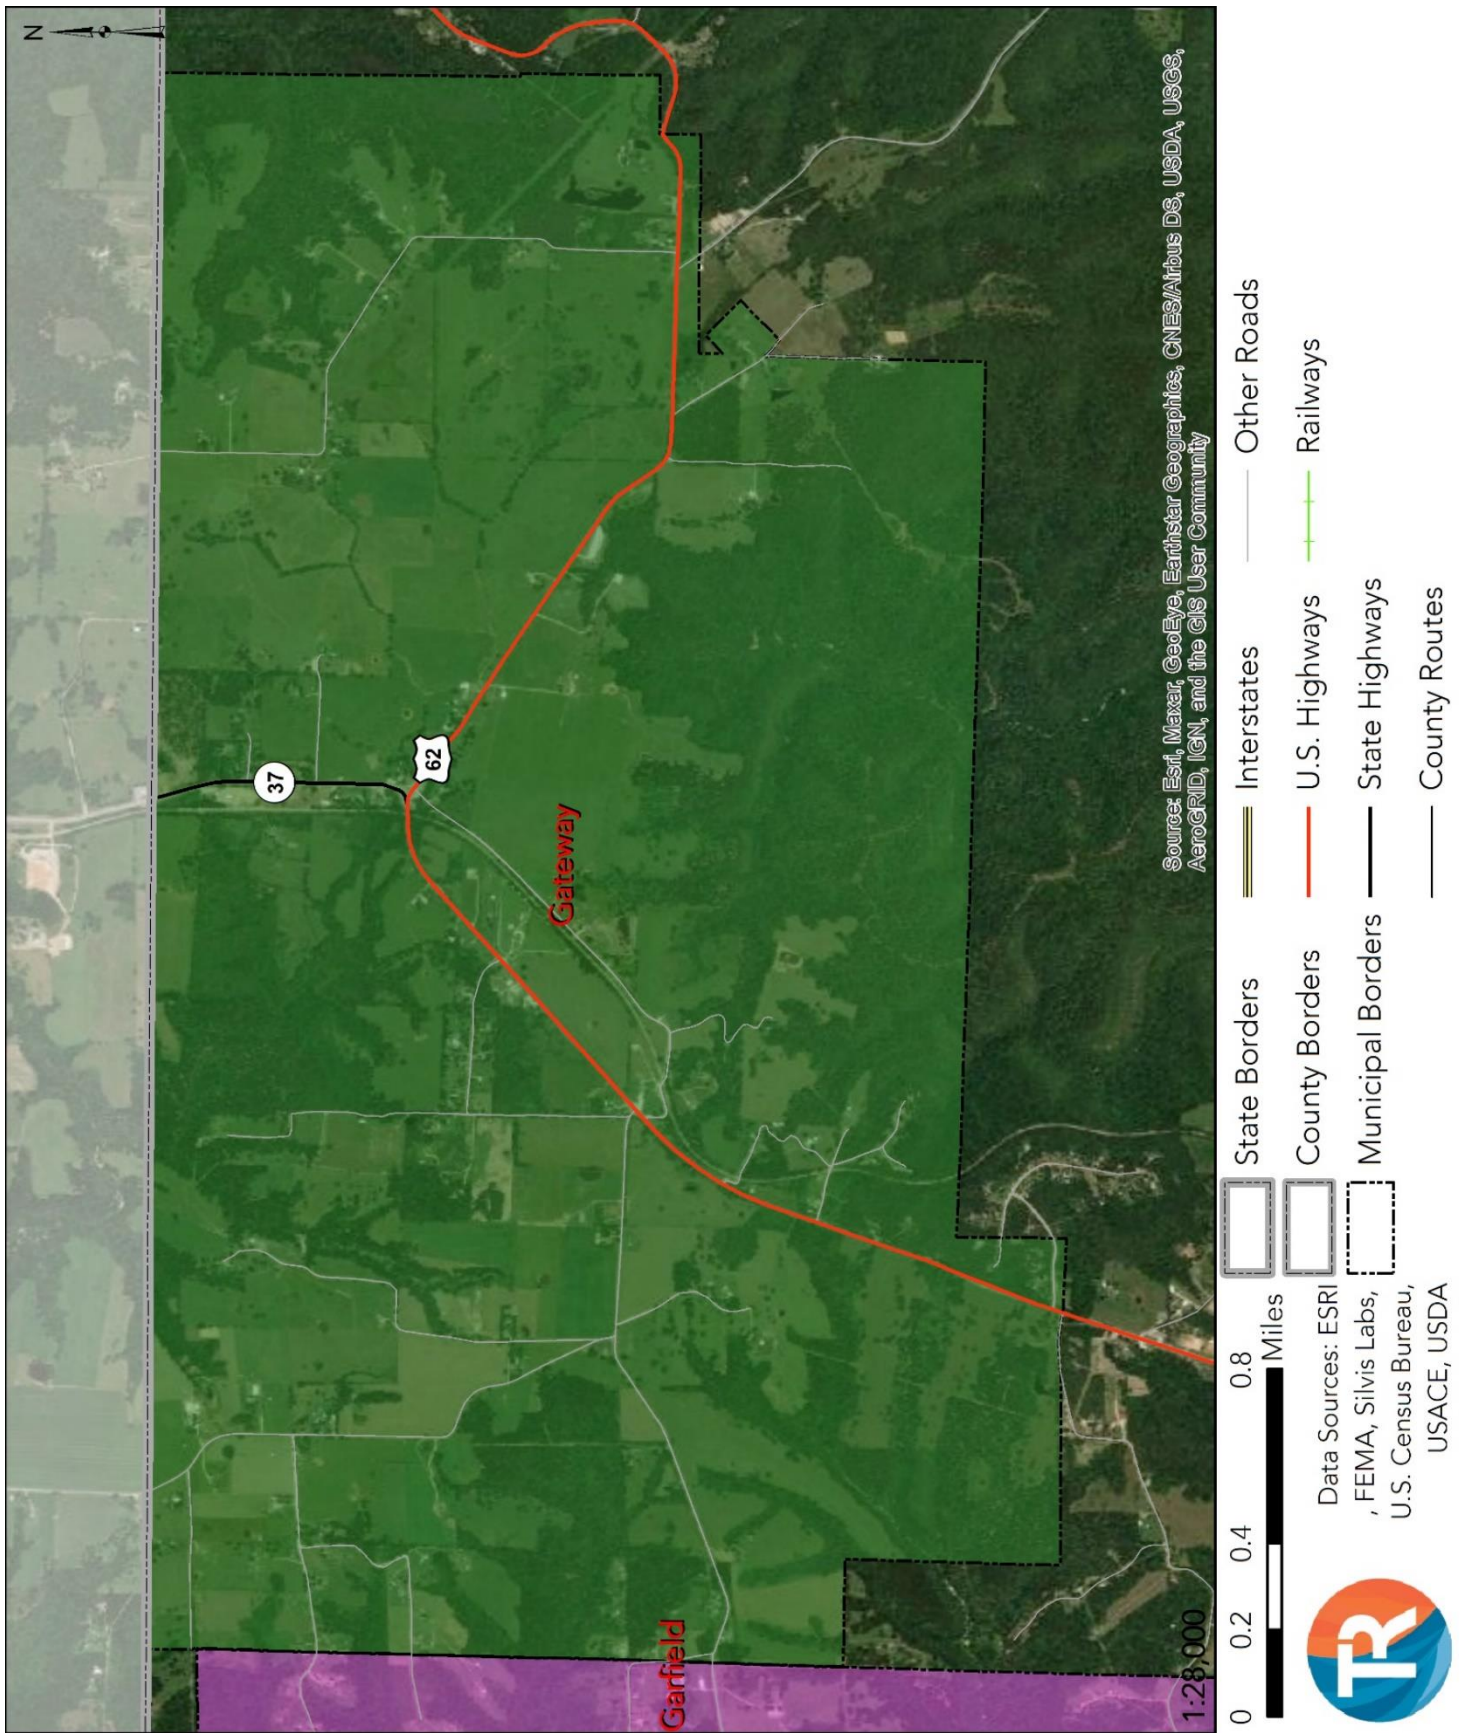 N
37
62
Gateway
Garfield
Source: Esri, Maxar, GeoEye, Earthstar Geographics, CNES/Airbus DS, USDA, USGS,
AeroGRID, IGN, and the GIS User Community
1:28,000
0 0.2 0.4 0.8
Miles
Data Sources: ESRI
, FEMA, Silvis Labs,
U.S. Census Bureau,
USACE, USDA
State Borders
County Borders
Municipal Borders
Interstates
U.S. Highways
State Highways
County Routes
Other Roads
Railways
TR